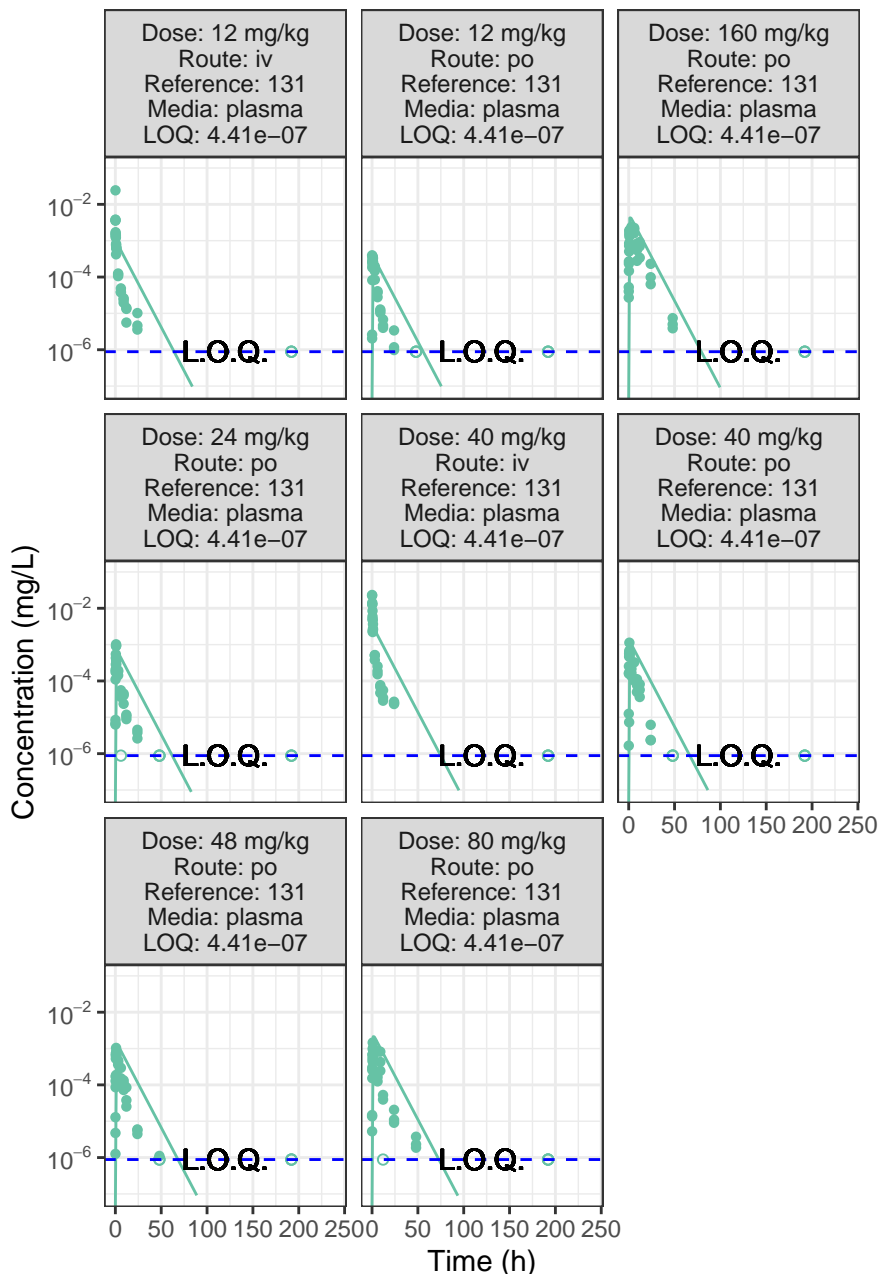 Dose: 12 mg/kg
Route: iv
Reference: 131
Media: plasma
LOQ: 4.41e−07
Dose: 12 mg/kg
Route: po
Reference: 131
Media: plasma
LOQ: 4.41e−07
Dose: 160 mg/kg
Route: po
Reference: 131
Media: plasma
LOQ: 4.41e−07
10⁻²
10⁻⁴
10⁻⁶
L.O.Q.
L.O.Q.
L.O.Q.
Dose: 24 mg/kg
Route: po
Reference: 131
Media: plasma
LOQ: 4.41e−07
Dose: 40 mg/kg
Route: iv
Reference: 131
Media: plasma
LOQ: 4.41e−07
Dose: 40 mg/kg
Route: po
Reference: 131
Media: plasma
LOQ: 4.41e−07
Concentration (mg/L)
10⁻²
10⁻⁴
10⁻⁶
L.O.Q.
L.O.Q.
L.O.Q.
0 50 100 150 200 250
Dose: 48 mg/kg
Route: po
Reference: 131
Media: plasma
LOQ: 4.41e−07
Dose: 80 mg/kg
Route: po
Reference: 131
Media: plasma
LOQ: 4.41e−07
10⁻²
10⁻⁴
10⁻⁶
L.O.Q.
L.O.Q.
0 50 100 150 200 250
0 50 100 150 200 250
Time (h)